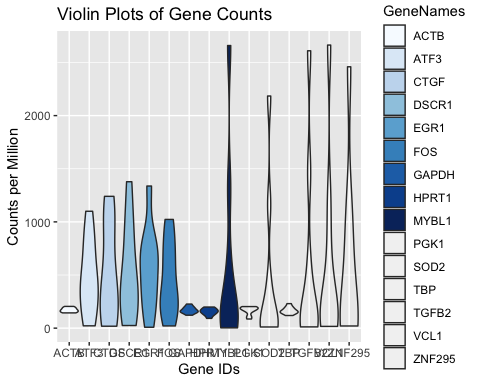 Violin Plots of Gene Counts
Counts per Million
2000
1000
0
Gene IDs
GeneNames
ACTB
ATF3
CTGF
DSCR1
EGR1
FOS
GAPDH
HPRT1
MYBL1
PGK1
SOD2
TBP
TGFB2
VCL1
ZNF295